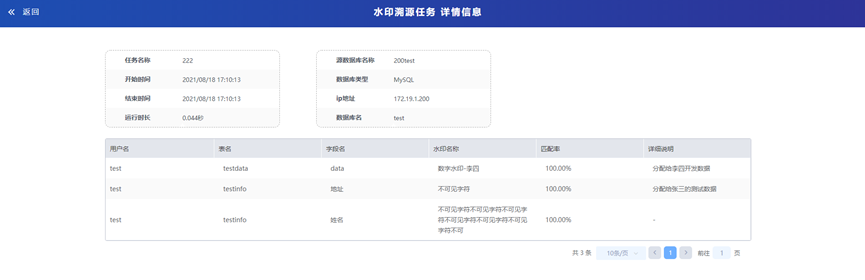 返回
水印溯源任务 详情信息
任务名称 222
开始时间 2021/08/18 17:10:13
结束时间 2021/08/18 17:10:13
运行时长 0.044秒
源数据库名称 200test
数据库类型 MySQL
ip地址 172.19.1.200
数据库名 test
用户名 表名 字段名 水印名称 匹配率 详细说明
test testdata data 数字水印-李四 100.00% 分配给李四开发数据
test testinfo 地址 不可见字符 100.00% 分配给张三的测试数据
test testinfo 姓名 不可见字符不可见字符不可见字 100.00% -
符不可见字符不可见字符不可见
字符不可
共 3 条 10条/页 1 前往 1 页